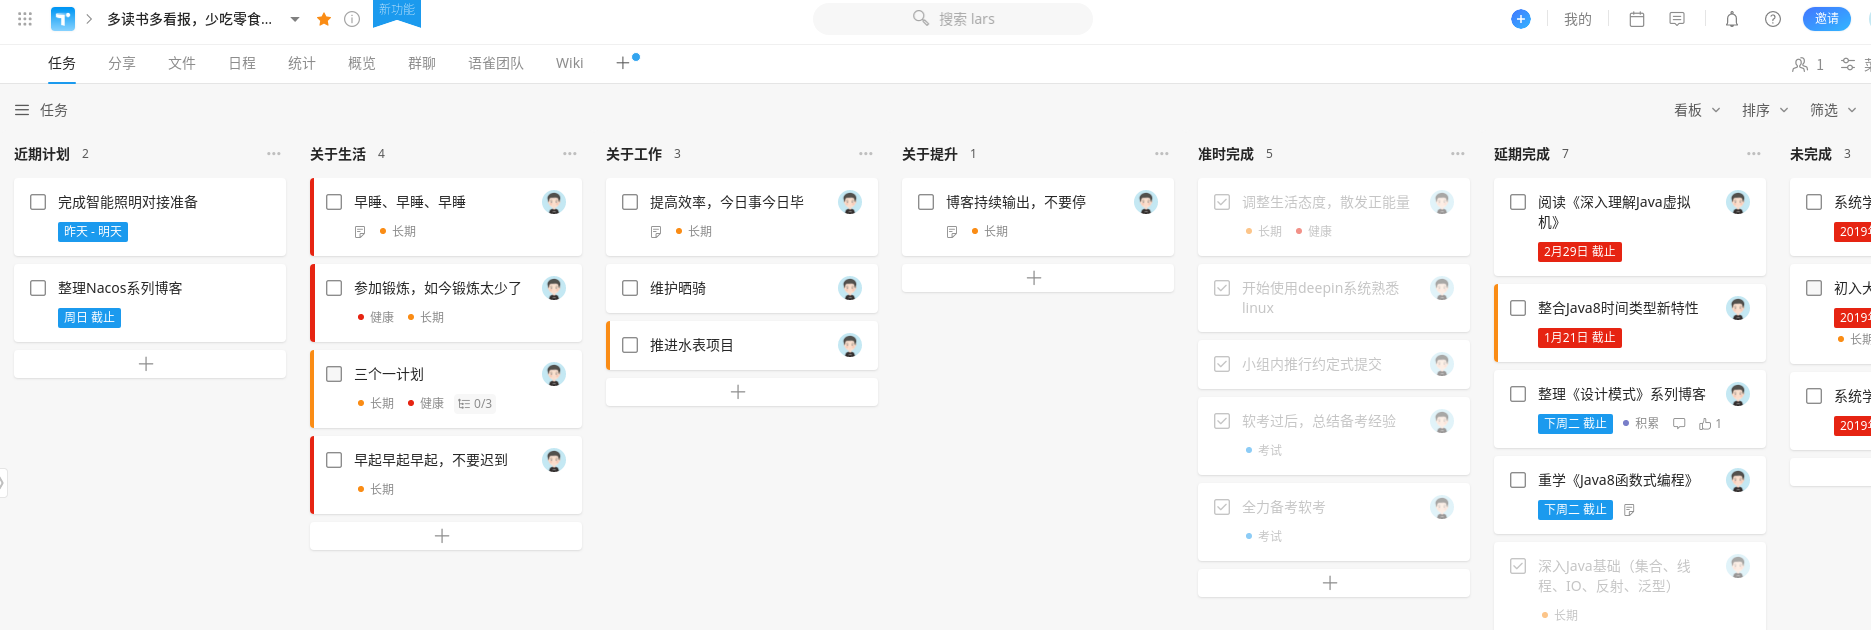 多读书多看报，少吃零食...
新功能
搜索 lars
我的
邀请
任务
分享
文件
日程
统计
概览
群聊
语雀团队
Wiki
1
任务
看板
排序
筛选
近期计划 2
完成智能照明对接准备
昨天 - 明天
整理Nacos系列博客
周日 截止
关于生活 4
早睡、早睡、早睡
长期
参加锻炼，如今锻炼太少了
健康 长期
三个一计划
长期 健康 0/3
早起早起早起，不要迟到
长期
关于工作 3
提高效率，今日事今日毕
长期
维护晒骑
推进水表项目
关于提升 1
博客持续输出，不要停
长期
准时完成 5
调整生活态度，散发正能量
长期 健康
开始使用deepin系统熟悉
linux
小组内推行约定式提交
软考过后，总结备考经验
考试
全力备考软考
考试
延期完成 7
阅读《深入理解Java虚拟
机》
2月29日 截止
整合Java8时间类型新特性
1月21日 截止
整理《设计模式》系列博客
下周二 截止 积累 1
重学《Java8函数式编程》
下周二 截止
深入Java基础（集合、线
程、IO、反射、泛型）
长期
未完成 3
系统学
2019
初入大
2019
长期
系统学
2019